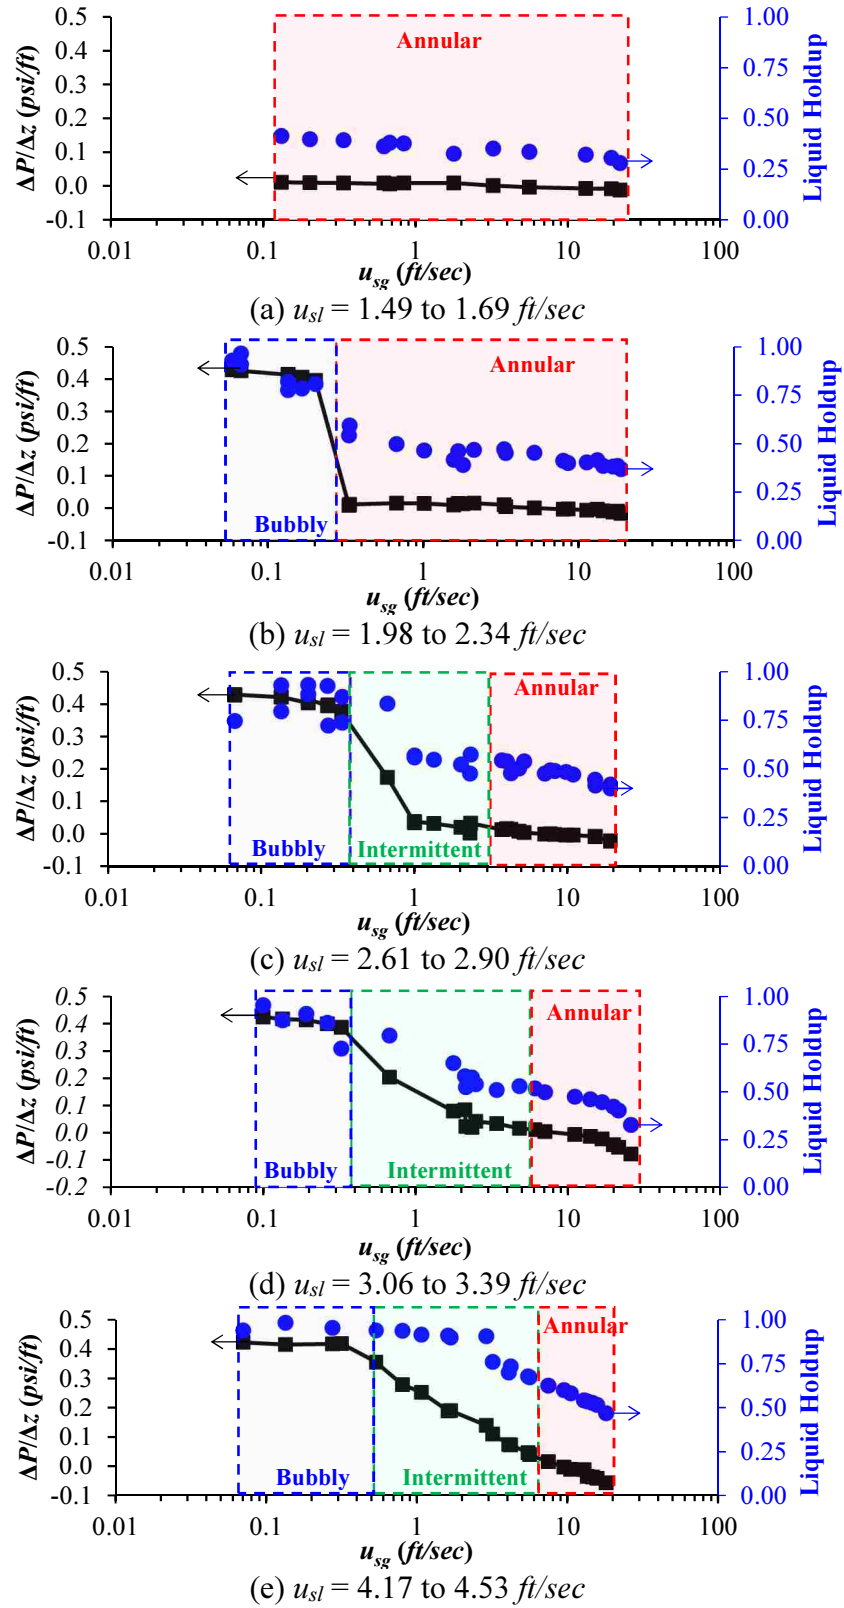 0.5
0.4
0.3
0.2
0.1
0.0
-0.1
ΔP/Δz (psi/ft)
Annular
1.00
0.75
0.50
0.25
0.00
Liquid Holdup
0.01 0.1 1 10 100
usg (ft/sec)
(a) usl = 1.49 to 1.69 ft/sec
0.5
0.4
0.3
0.2
0.1
0.0
-0.1
ΔP/Δz (psi/ft)
Annular
Bubbly
1.00
0.75
0.50
0.25
0.00
Liquid Holdup
0.01 0.1 1 10 100
usg (ft/sec)
(b) usl = 1.98 to 2.34 ft/sec
0.5
0.4
0.3
0.2
0.1
0.0
-0.1
ΔP/Δz (psi/ft)
Annular
Bubbly Intermittent
1.00
0.75
0.50
0.25
0.00
Liquid Holdup
0.01 0.1 1 10 100
usg (ft/sec)
(c) usl = 2.61 to 2.90 ft/sec
0.5
0.4
0.3
0.2
0.1
0.0
-0.1
-0.2
ΔP/Δz (psi/ft)
Annular
Bubbly Intermittent
1.00
0.75
0.50
0.25
0.00
Liquid Holdup
0.01 0.1 1 10 100
usg (ft/sec)
(d) usl = 3.06 to 3.39 ft/sec
0.5
0.4
0.3
0.2
0.1
0.0
-0.1
ΔP/Δz (psi/ft)
Annular
Bubbly Intermittent
1.00
0.75
0.50
0.25
0.00
Liquid Holdup
0.01 0.1 1 10 100
usg (ft/sec)
(e) usl = 4.17 to 4.53 ft/sec